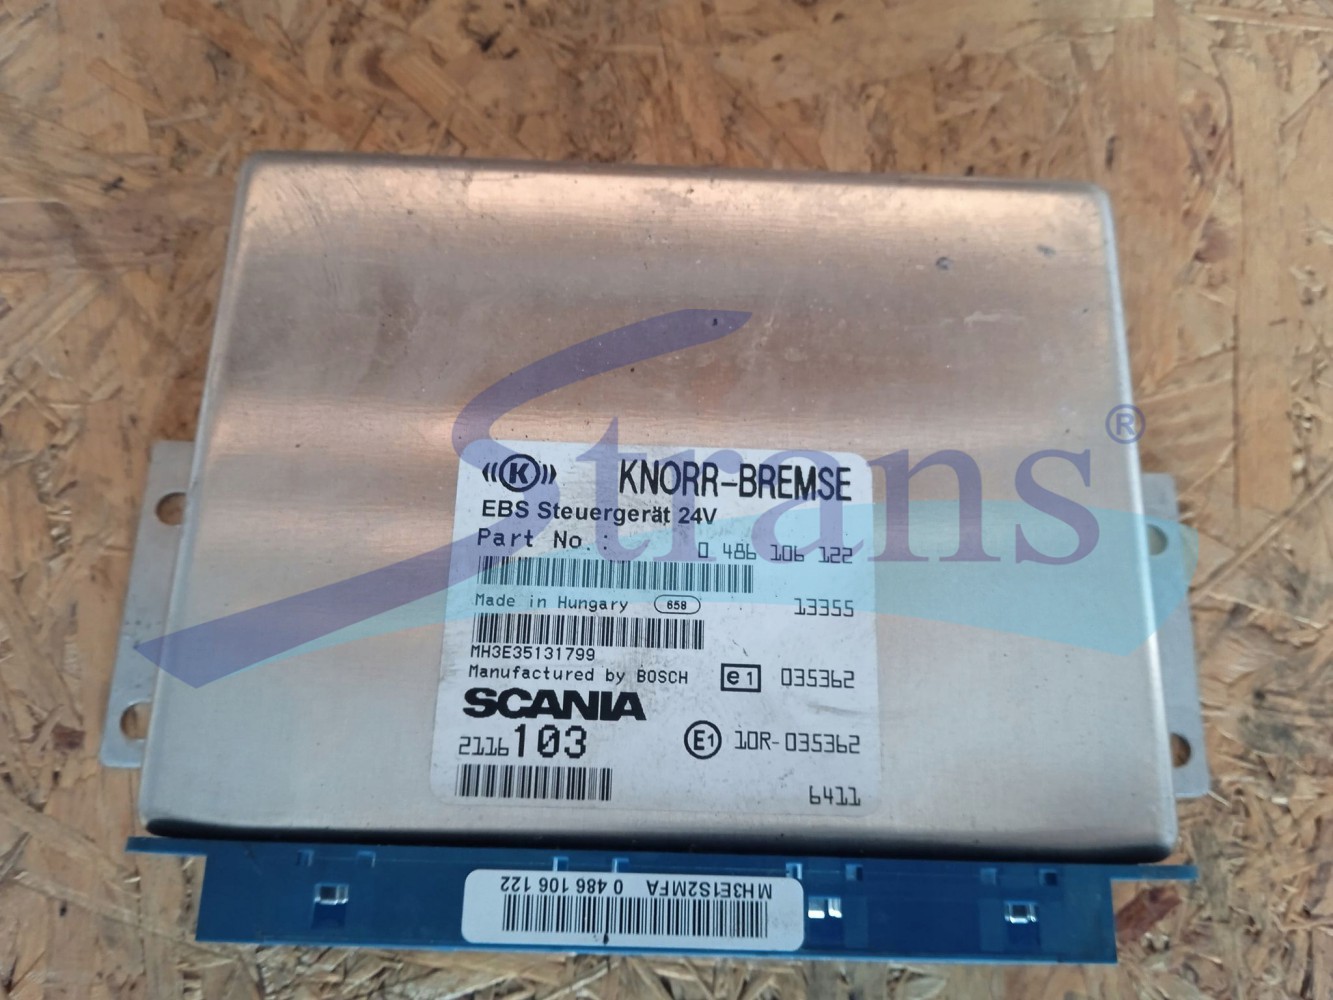 Strans®
K KNORR-BREMSE
EBS Steuergerät 24V
Part No.: 0 486 106 122
Made in Hungary 658 13355
MH3E35131799
Manufactured by BOSCH e1 035362
SCANIA
2116103 E1 10R-035362
6411
MH3E1S2MFA 0 486 106 122